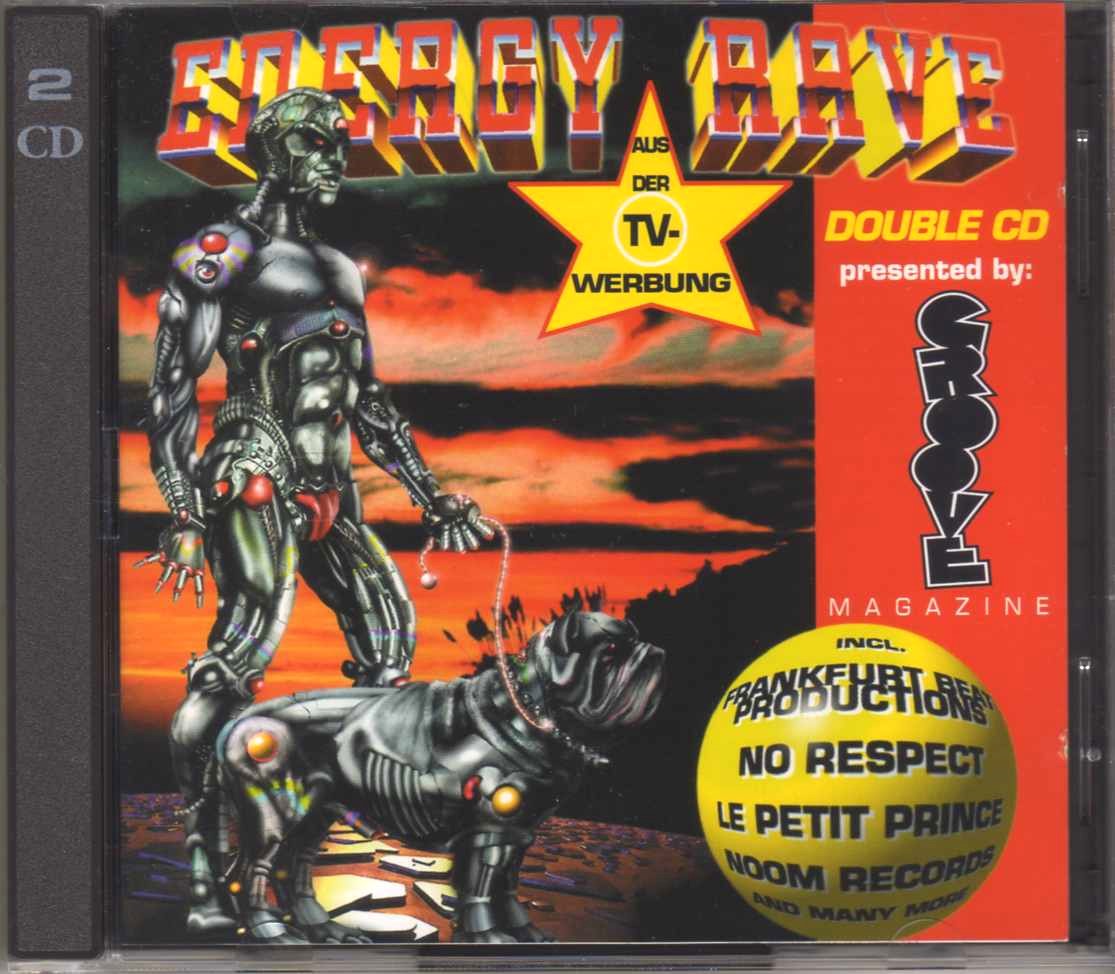 2
CD
ENERGY RAVE
AUS
DER
TV-
WERBUNG
DOUBLE CD
presented by:
GROOVE
MAGAZINE
INCL.
FRANKFURT BEAT
PRODUCTIONS
NO RESPECT
LE PETIT PRINCE
NOOM RECORDS
AND MANY MORE